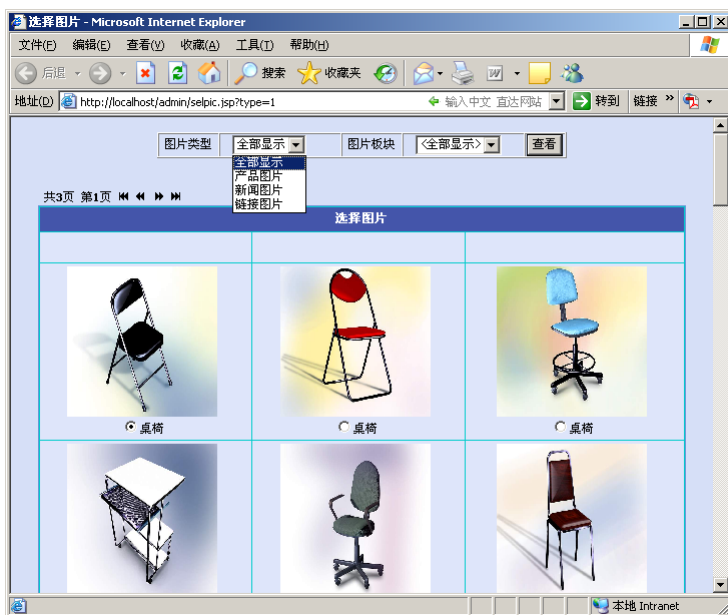 选择图片 - Microsoft Internet Explorer
文件(F) 编辑(E) 查看(V) 收藏(A) 工具(T) 帮助(H)
后退 搜索 收藏夹
地址(D) http://localhost/admin/selpic.jsp?type=1 输入中文 直达网站 转到 链接 »
图片类型 全部显示 图片板块 <全部显示> 查看
全部显示
产品图片
新闻图片
链接图片
共3页 第1页
选择图片
桌椅 桌椅 桌椅
本地 Intranet